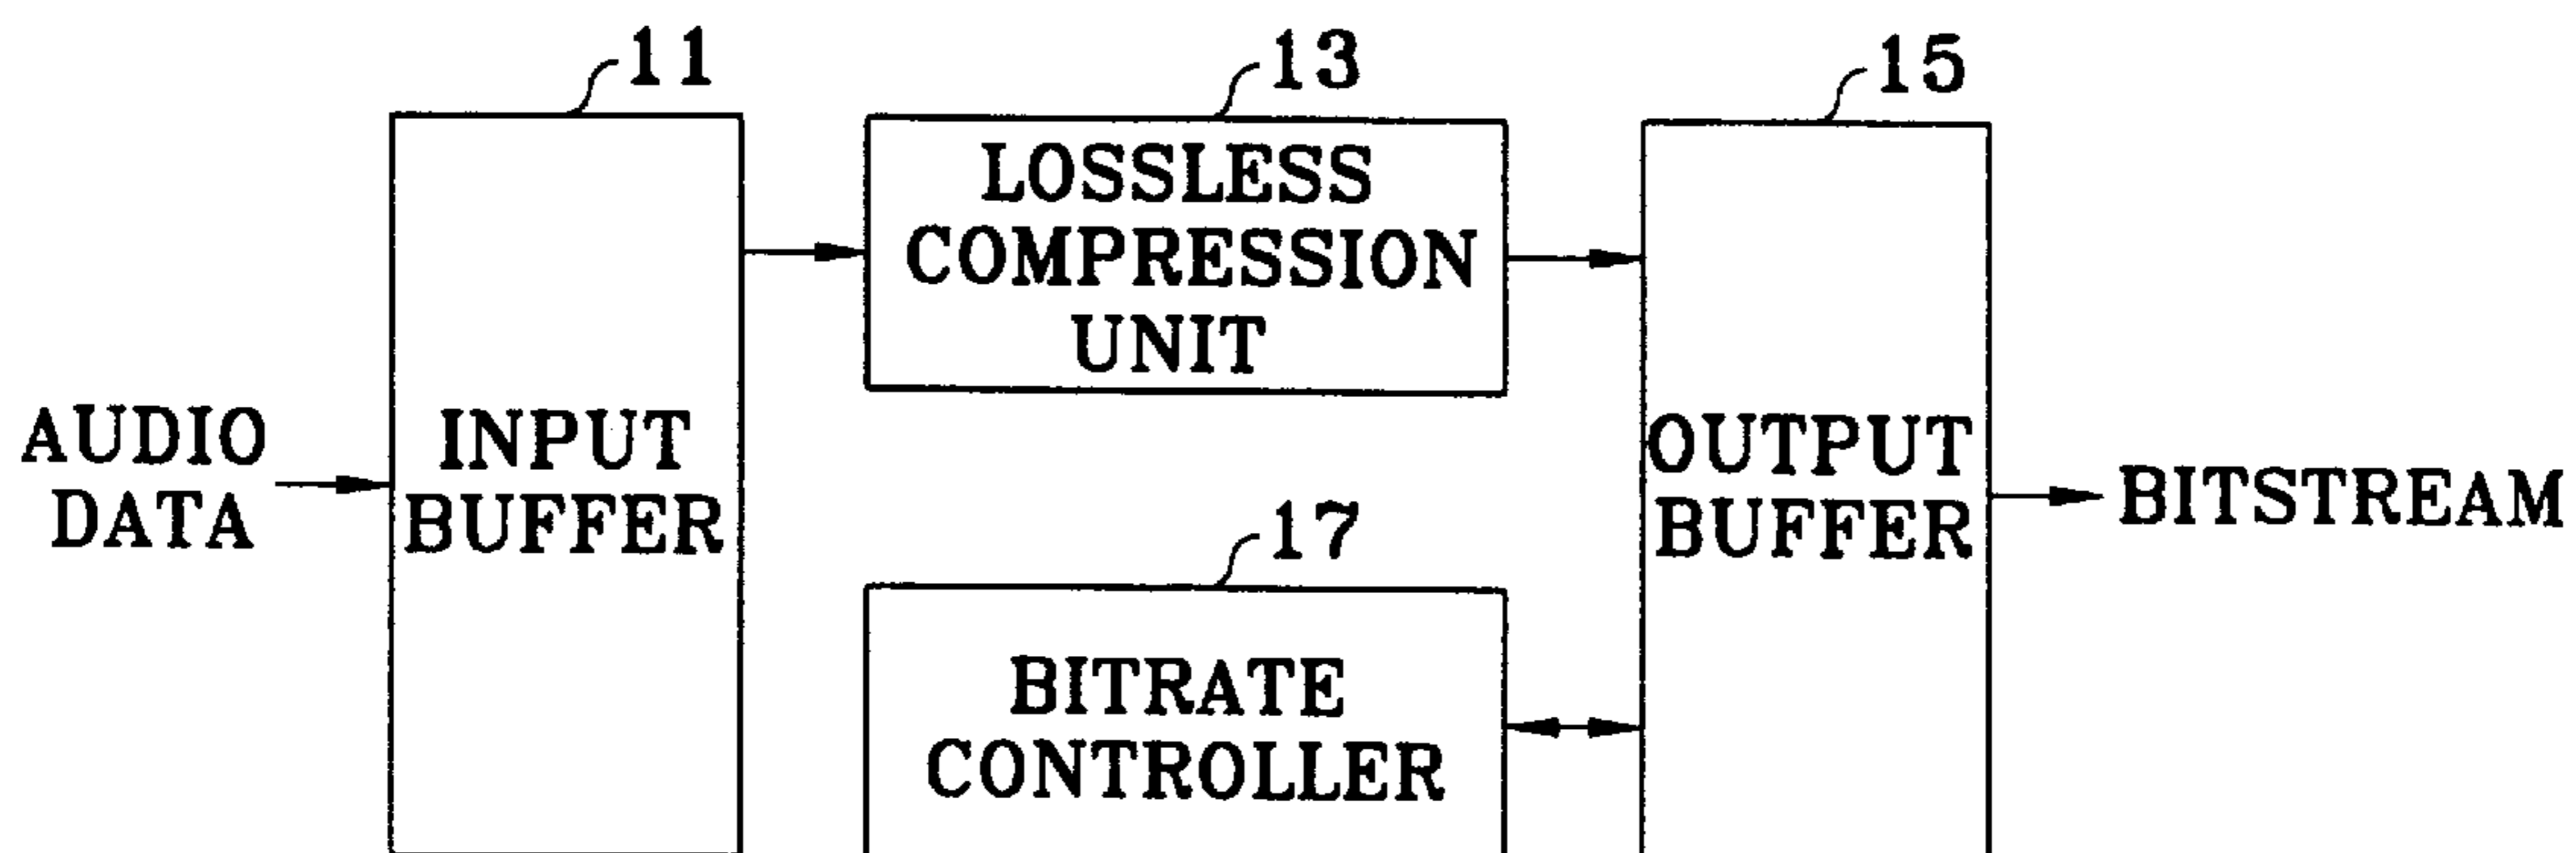 11
13
15
LOSSLESS
COMPRESSION
UNIT
AUDIO
DATA
INPUT
BUFFER
OUTPUT
BUFFER
BITSTREAM
17
BITRATE
CONTROLLER